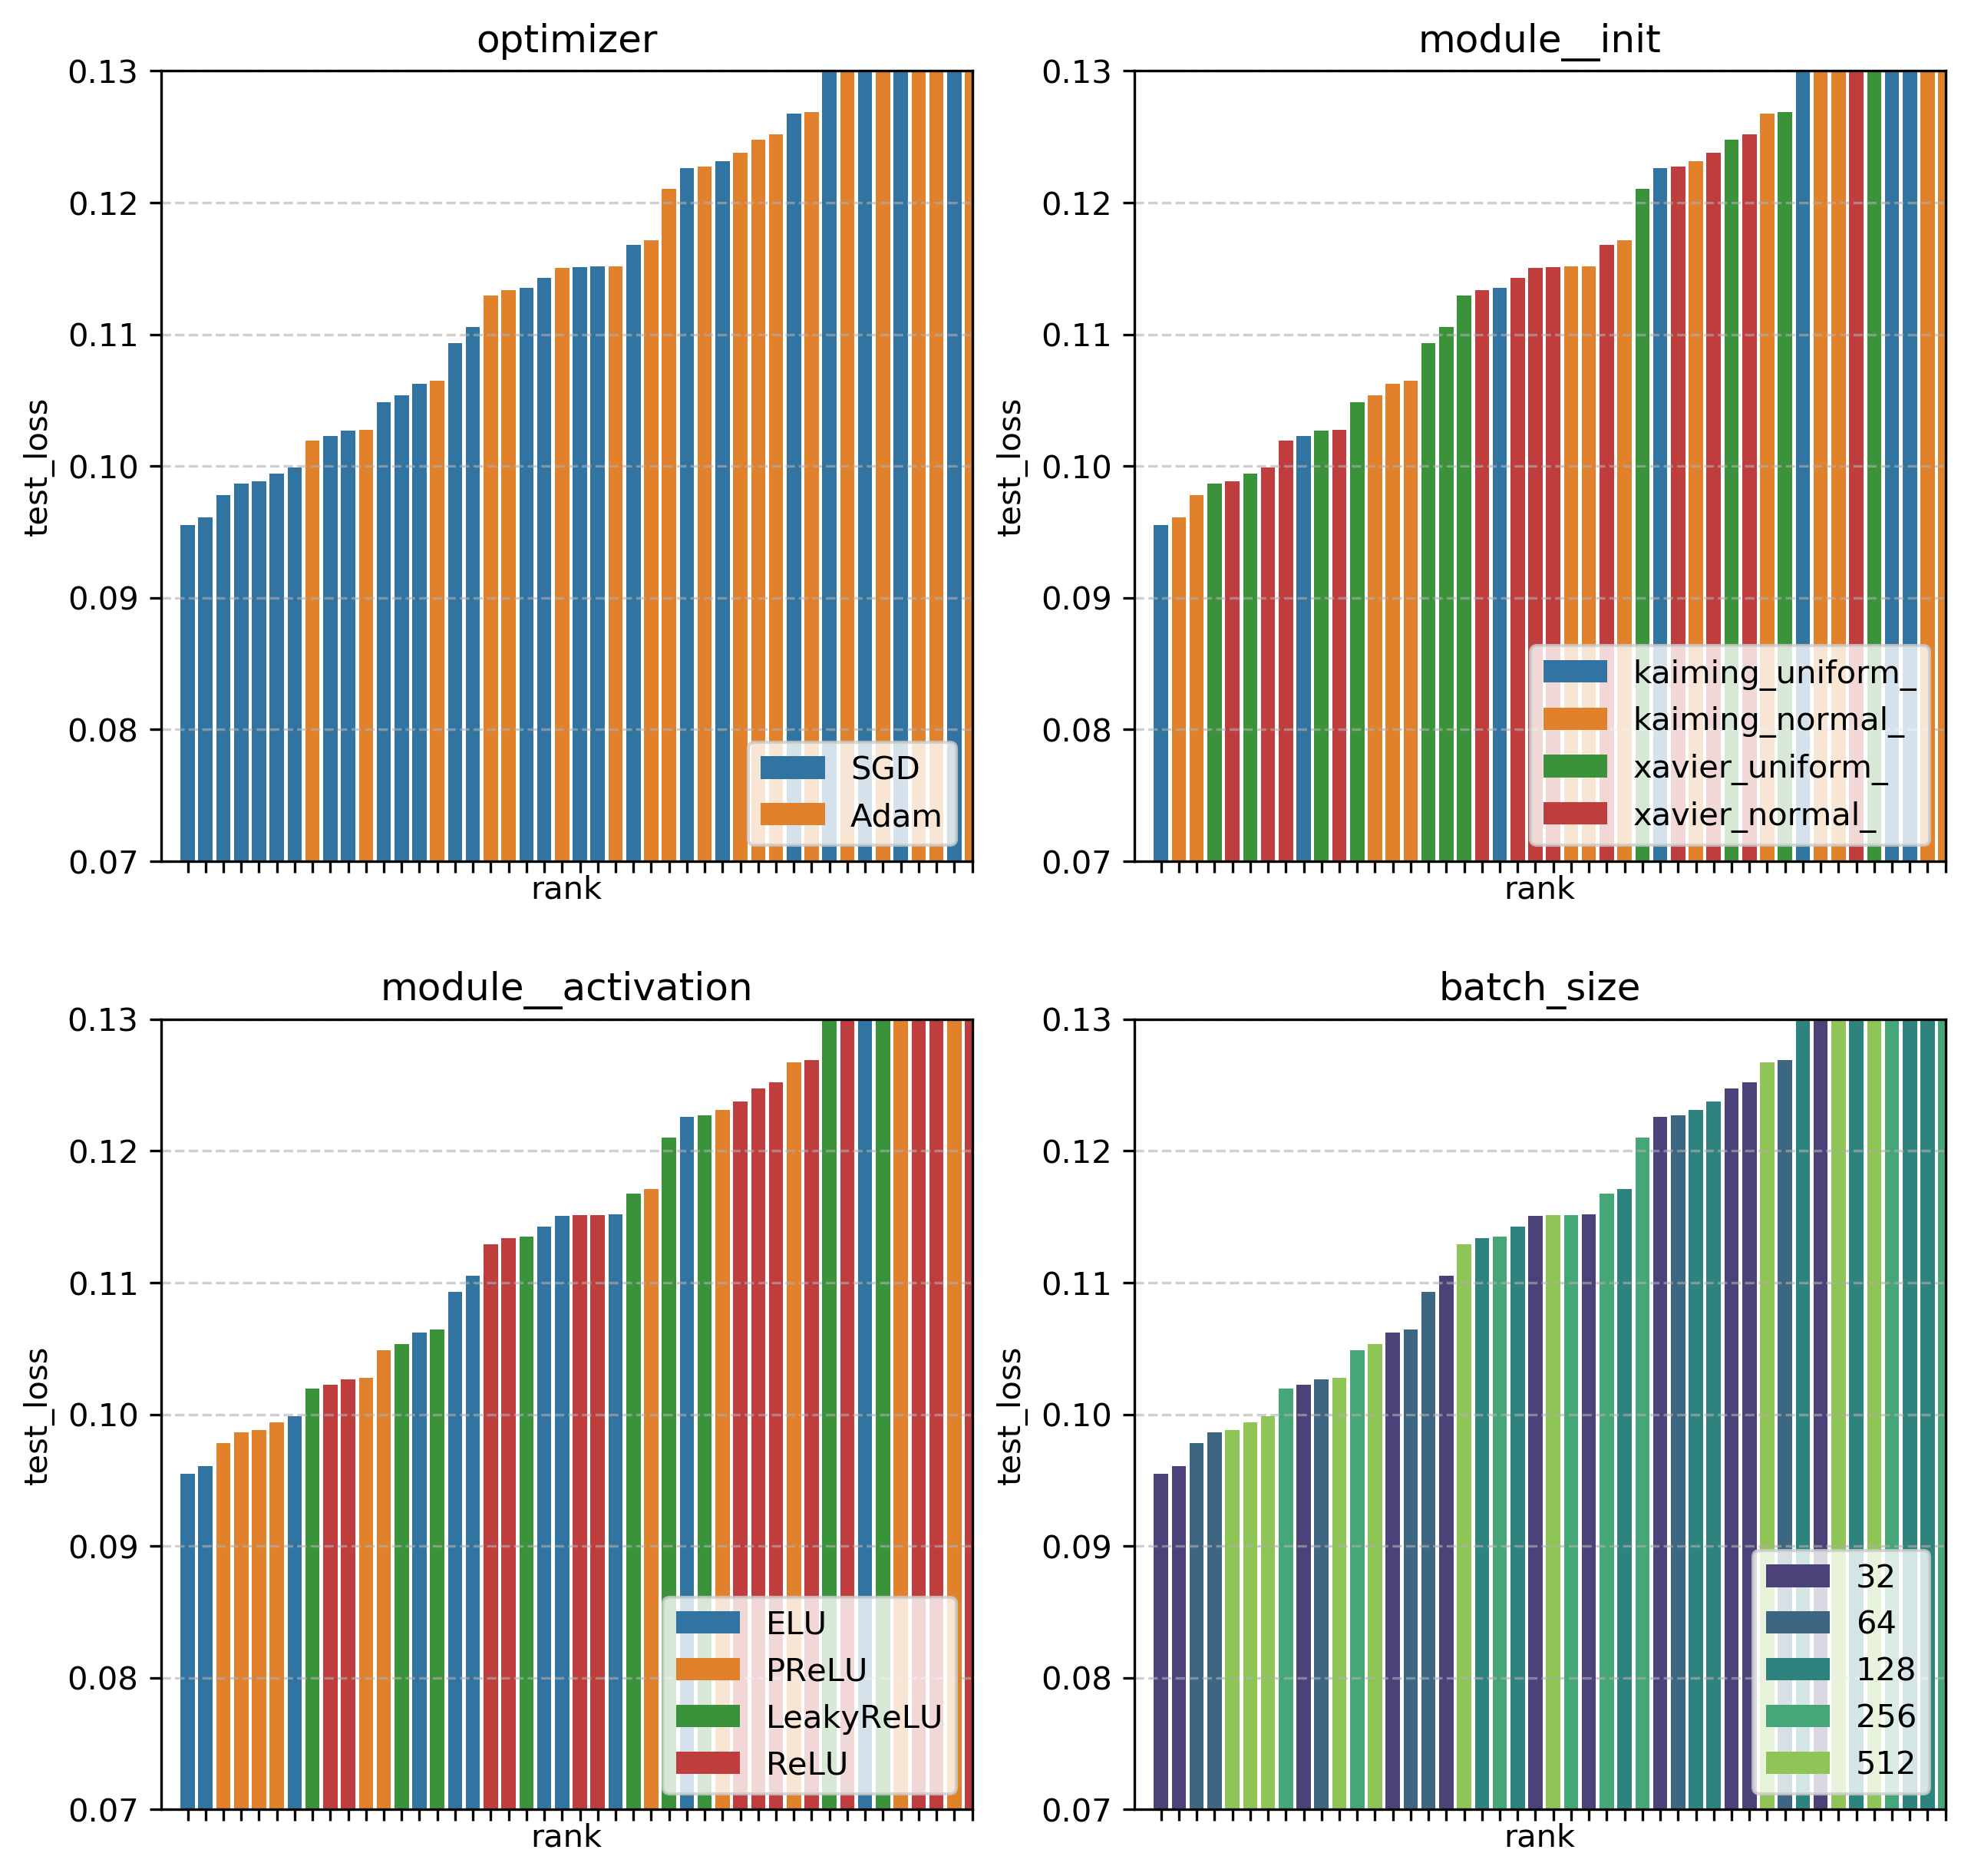 optimizer
0.13
0.12
0.11
0.10
0.09
0.08
0.07
test_loss
rank
SGD
Adam
module__init
0.13
0.12
0.11
0.10
0.09
0.08
0.07
test_loss
rank
kaiming_uniform_
kaiming_normal_
xavier_uniform_
xavier_normal_
module__activation
0.13
0.12
0.11
0.10
0.09
0.08
0.07
test_loss
rank
ELU
PReLU
LeakyReLU
ReLU
batch_size
0.13
0.12
0.11
0.10
0.09
0.08
0.07
test_loss
rank
32
64
128
256
512